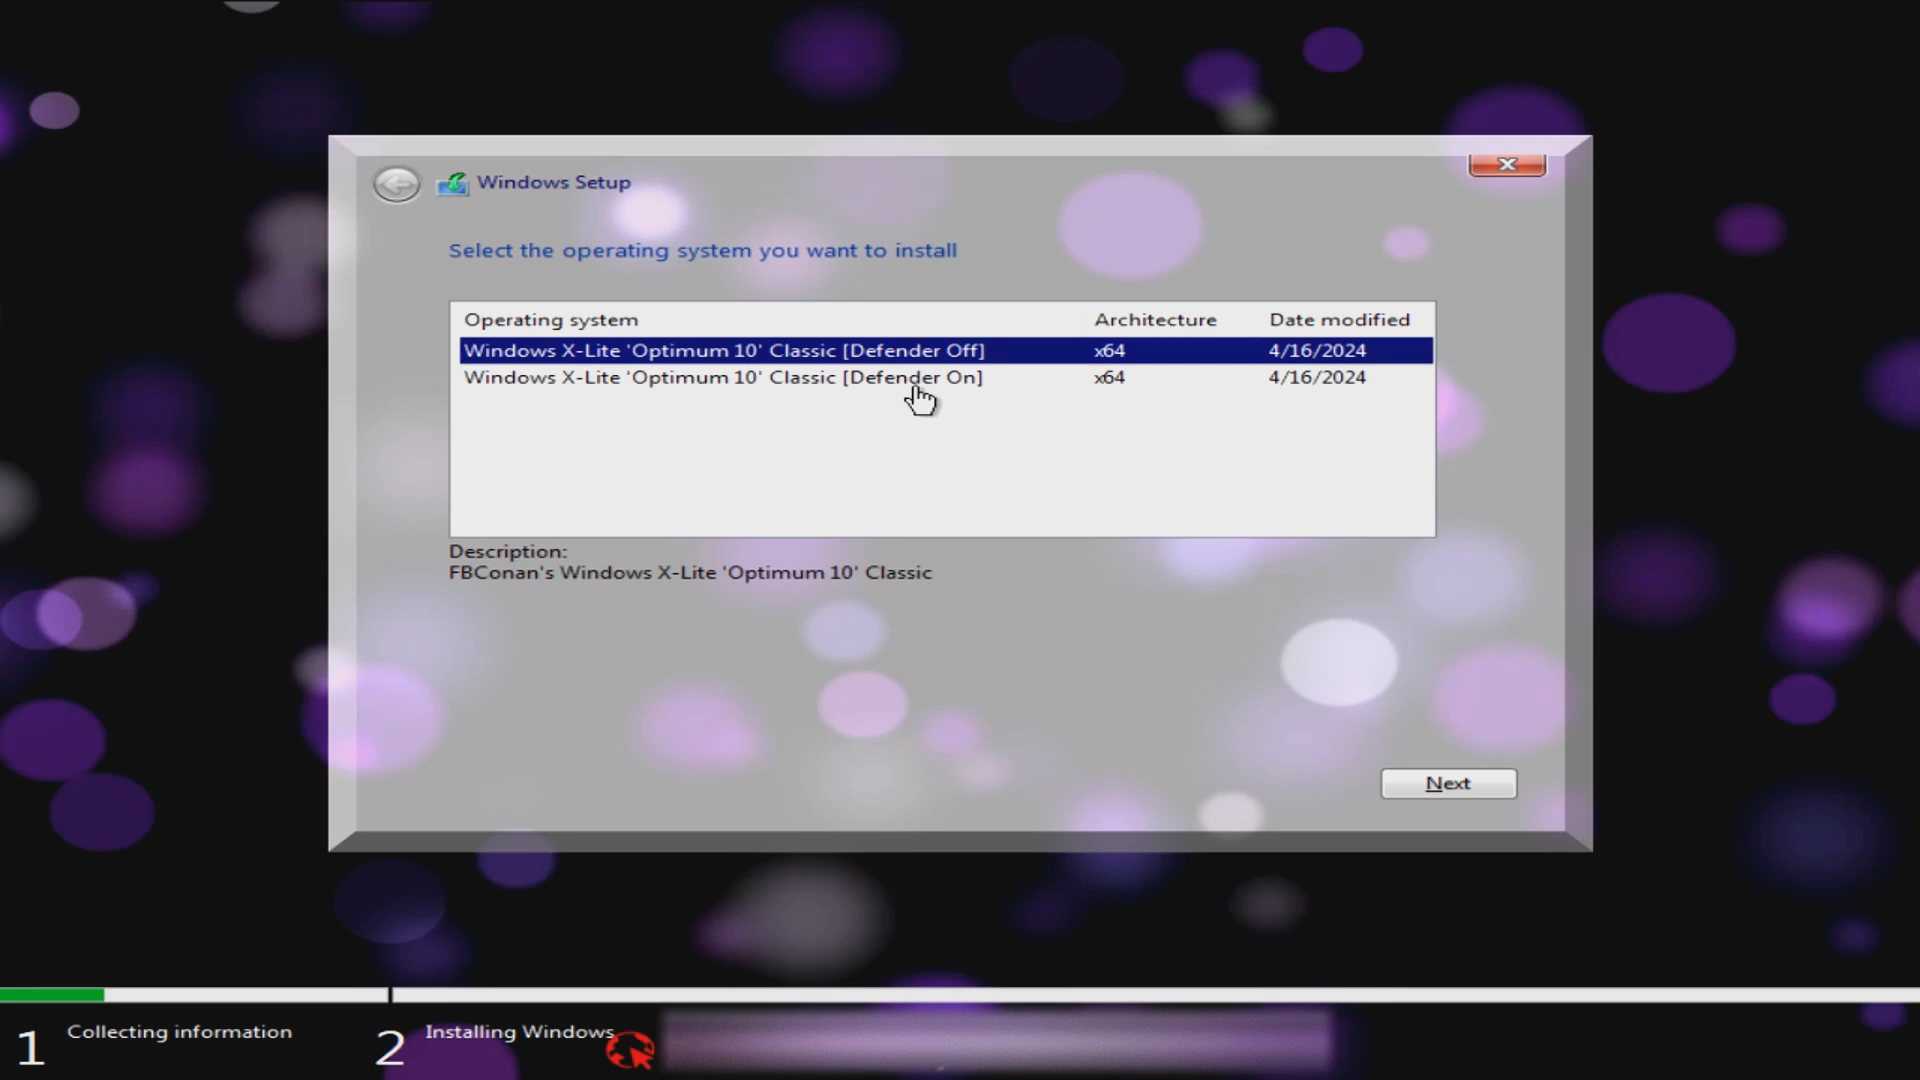 Windows Setup
Select the operating system you want to install
Operating system Architecture Date modified
Windows X-Lite 'Optimum 10' Classic [Defender Off] x64 4/16/2024
Windows X-Lite 'Optimum 10' Classic [Defender On] x64 4/16/2024
Description:
FBConan's Windows X-Lite 'Optimum 10' Classic
Next
1 Collecting information 2 Installing Windows